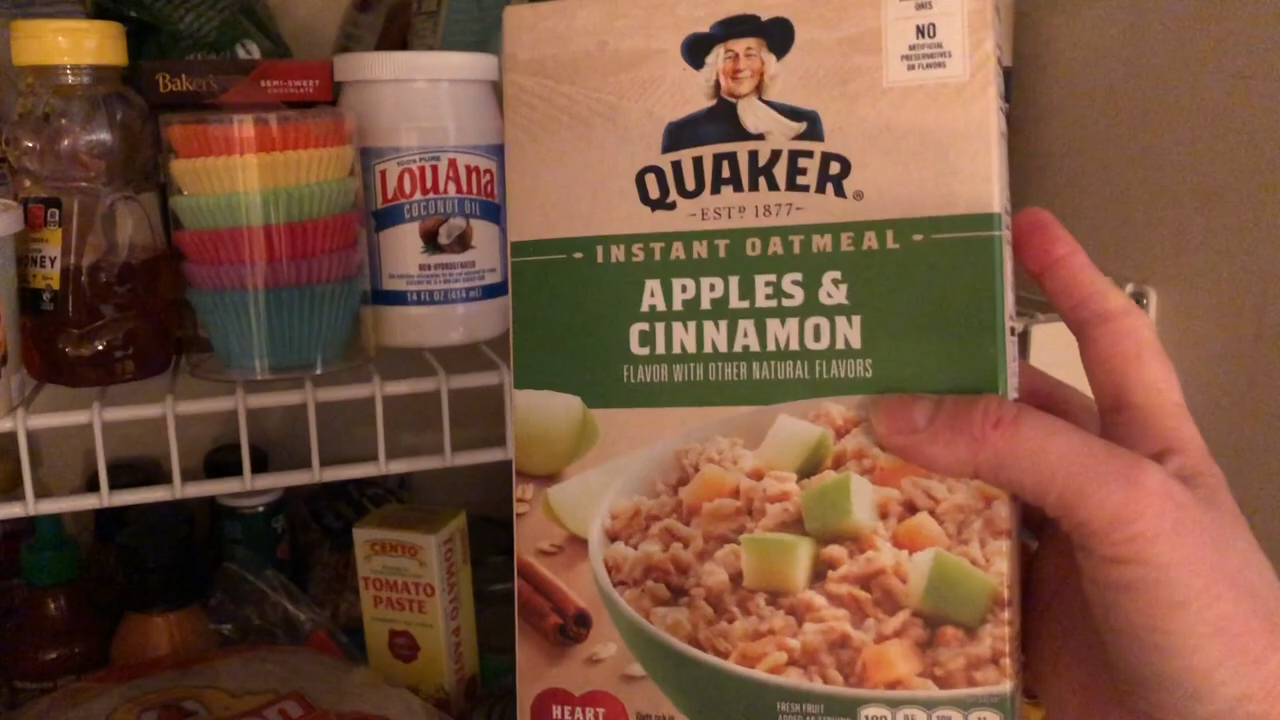 Baker's
SEMI-SWEET
CHOCOLATE
HONEY
100% PURE
LouAna
COCONUT OIL
NON-HYDROGENATED
14 FL OZ (414 mL)
NO
ARTIFICIAL
PRESERVATIVES
OR FLAVORS
QUAKER®
-ESTD 1877-
INSTANT OATMEAL
APPLES &
CINNAMON
FLAVOR WITH OTHER NATURAL FLAVORS
CENTO
TOMATO
PASTE
TOMATO PASTE
HEART
FRESH FRUIT